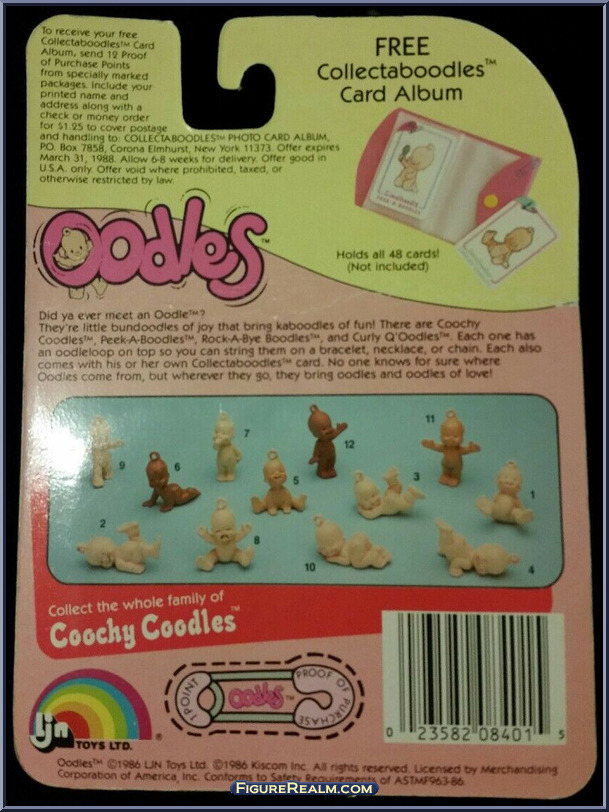 To receive your free
Collectaboodles™ Card
Album, send 12 Proof
of Purchase Points
from specially marked
packages. Include your
printed name and
address along with a
check or money order
for $1.25 to cover postage
and handling to: COLLECTABOODLES™ PHOTO CARD ALBUM,
P.O. Box 7858, Corona Elmhurst, New York 11373. Offer expires
March 31, 1988. Allow 6-8 weeks for delivery. Offer good in
U.S.A. only. Offer void where prohibited, taxed, or
otherwise restricted by law.
FREE
Collectaboodles™
Card Album
Holds all 48 cards!
(Not included)
Oodles™
Did ya ever meet an Oodle™?
They're little bundoodles of joy that bring kaboodles of fun! There are Coochy
Coodles™, Peek-A-Boodles™, Rock-A-Bye Boodles™, and Curly Q'Oodles™. Each one has
an oodleloop on top so you can string them on a bracelet, necklace, or chain. Each also
comes with his or her own Collectaboodles™ card. No one knows for sure where
Oodles come from, but wherever they go, they bring oodles and oodles of love!
9
6
7
5
12
3
11
1
2
8
10
4
Collect the whole family of
Coochy Coodles™
LJN
TOYS LTD.®
1 POINT
Oodles™
PROOF OF PURCHASE
0 23582 08401 5
Oodles™ ©1986 LJN Toys Ltd. ©1986 Kiscom Inc. All rights reserved. Licensed by Merchandising
Corporation of America, Inc. Conforms to Safety Requirements of ASTMF963-86.
FigureRealm.com